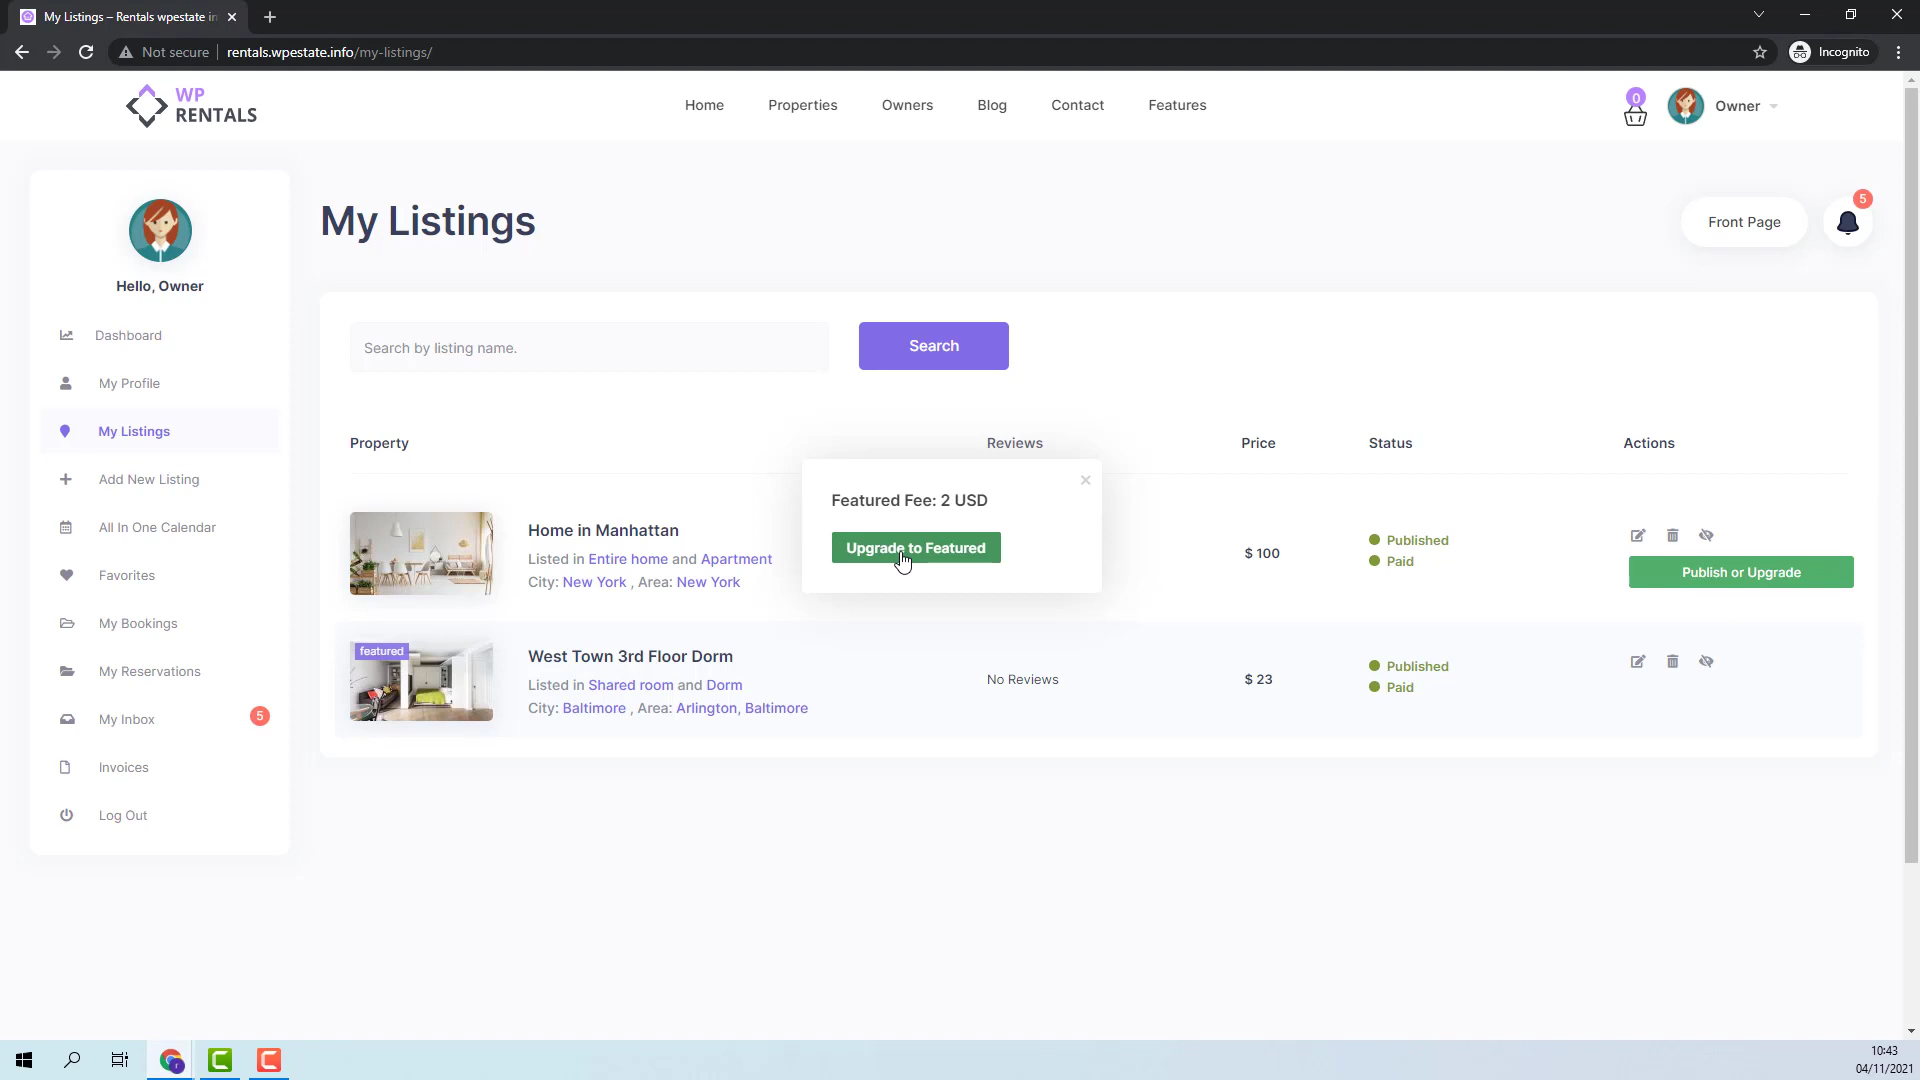 My Listings – Rentals wpestate in
Not secure
rentals.wpestate.info/my-listings/
Incognito
WP
RENTALS
Home
Properties
Owners
Blog
Contact
Features
0
Owner
Hello, Owner
Dashboard
My Profile
My Listings
Add New Listing
All In One Calendar
Favorites
My Bookings
My Reservations
My Inbox
5
Invoices
Log Out
My Listings
Front Page
5
Search by listing name.
Search
Property
Reviews
Price
Status
Actions
Home in Manhattan
Listed in Entire home and Apartment
City: New York , Area: New York
Featured Fee: 2 USD
Upgrade to Featured
$ 100
Published
Paid
Publish or Upgrade
featured
West Town 3rd Floor Dorm
Listed in Shared room and Dorm
City: Baltimore , Area: Arlington, Baltimore
No Reviews
$ 23
Published
Paid
10:43
04/11/2021